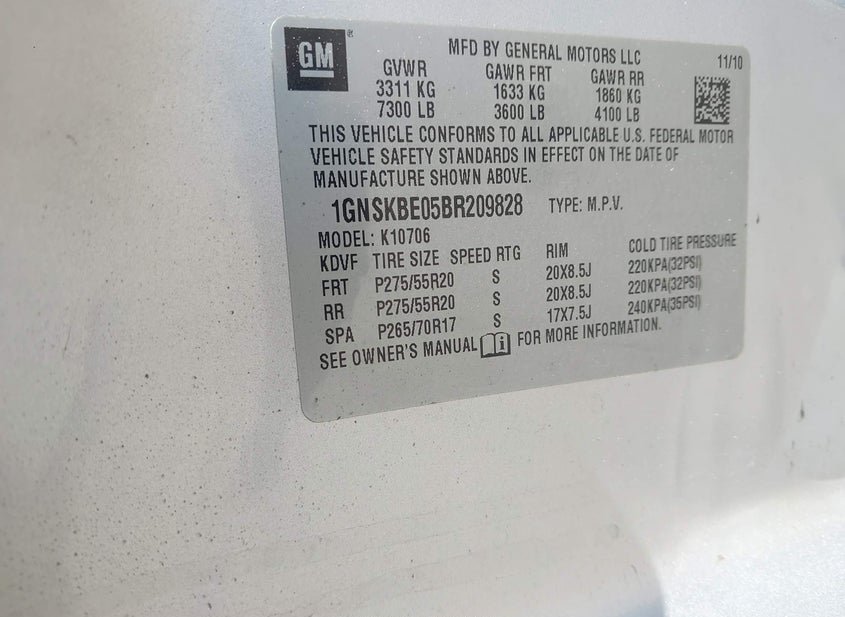 GM ®
MFD BY GENERAL MOTORS LLC 11/10
GVWR GAWR FRT GAWR RR
3311 KG 1633 KG 1860 KG
7300 LB 3600 LB 4100 LB
THIS VEHICLE CONFORMS TO ALL APPLICABLE U.S. FEDERAL MOTOR
VEHICLE SAFETY STANDARDS IN EFFECT ON THE DATE OF
MANUFACTURE SHOWN ABOVE.
1GNSKBE05BR209828 TYPE: M.P.V.
MODEL: K10706
KDVF TIRE SIZE SPEED RTG RIM COLD TIRE PRESSURE
FRT P275/55R20 S 20X8.5J 220KPA(32PSI)
RR P275/55R20 S 20X8.5J 220KPA(32PSI)
SPA P265/70R17 S 17X7.5J 240KPA(35PSI)
SEE OWNER'S MANUAL i FOR MORE INFORMATION.